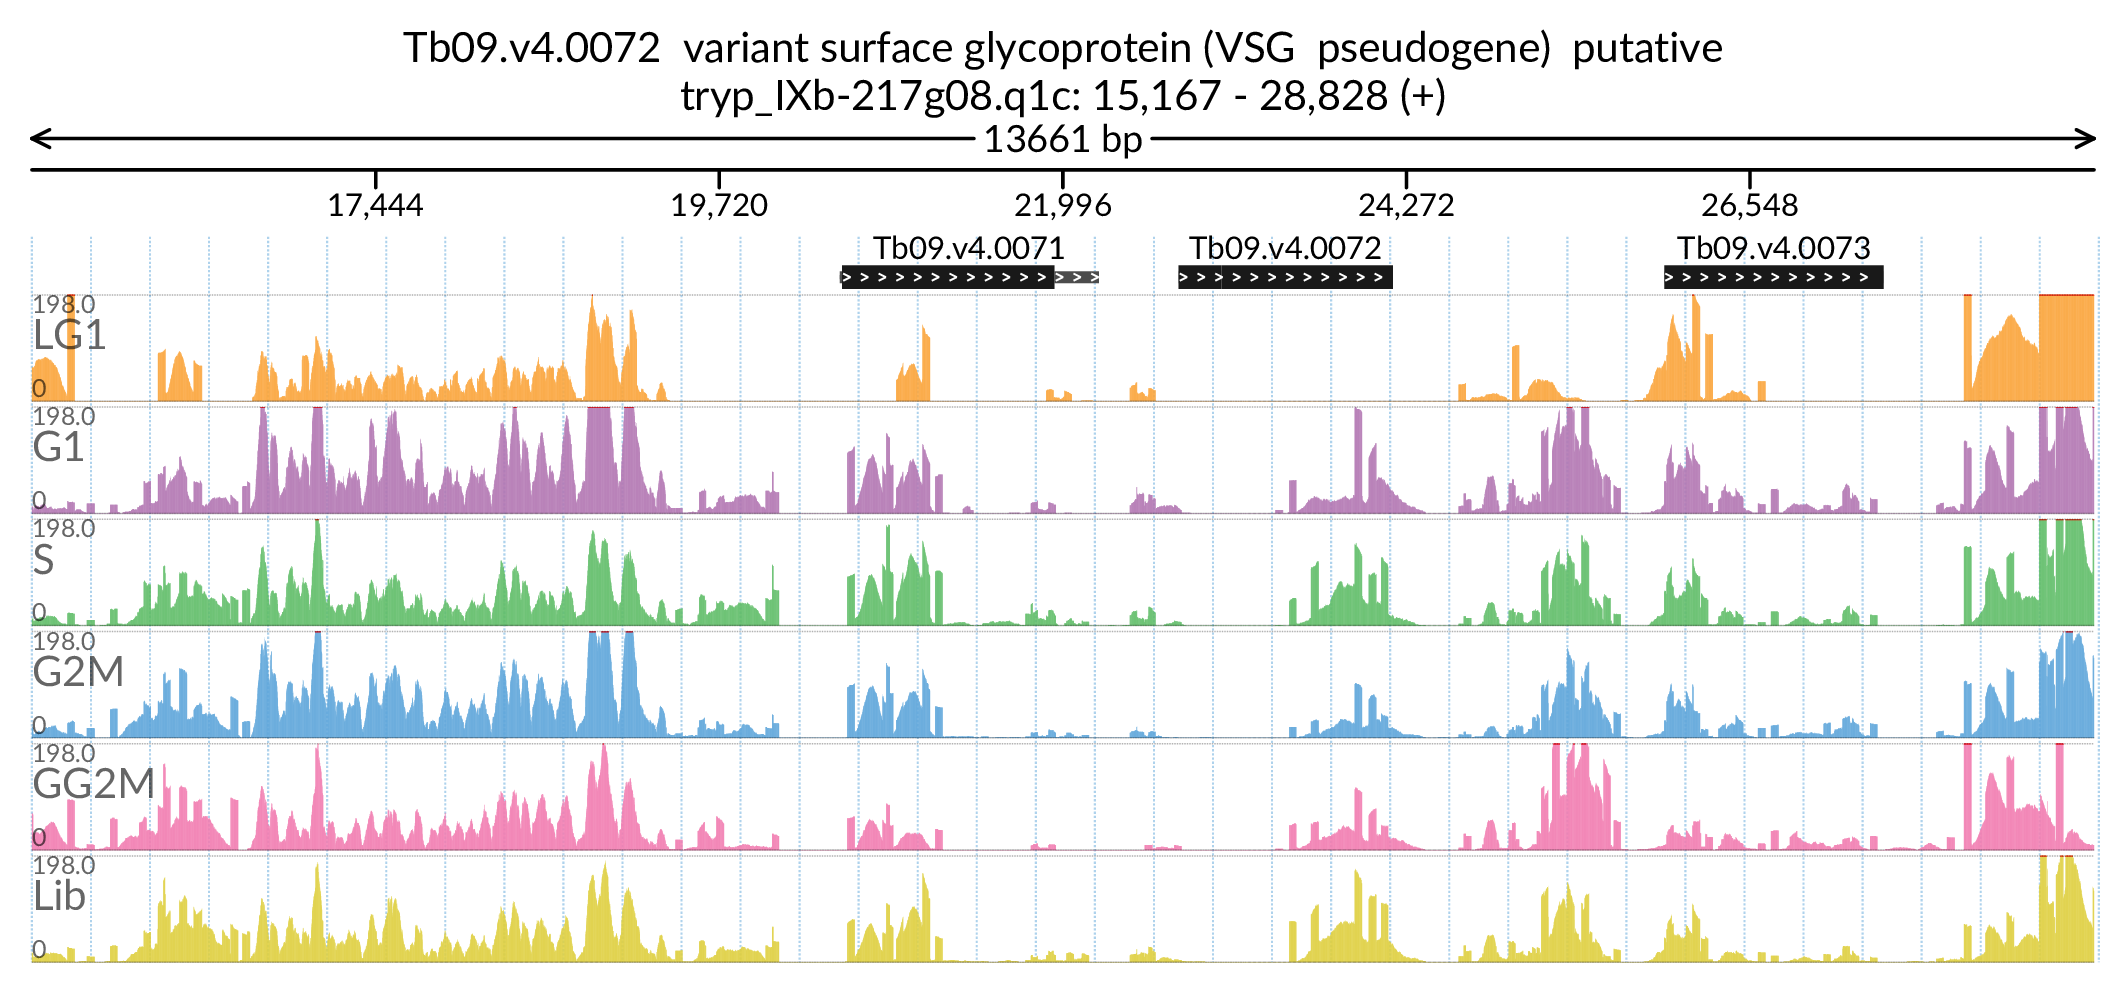 Tb09.v4.0072 variant surface glycoprotein (VSG pseudogene) putative
tryp_IXb-217g08.q1c: 15,167 - 28,828 (+)
13661 bp
17,444 19,720 21,996 24,272 26,548
Tb09.v4.0071 Tb09.v4.0072 Tb09.v4.0073
198.0
LG1
0
198.0
G1
0
198.0
S
0
198.0
G2M
0
198.0
GG2M
0
198.0
Lib
0